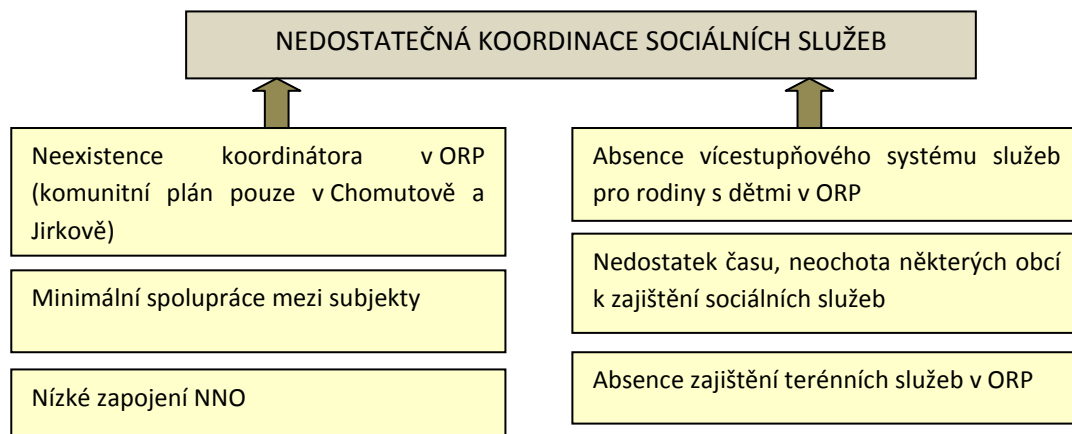 NEDOSTATEČNÁ KOORDINACE SOCIÁLNÍCH SLUŽEB
Neexistence koordinátora v ORP
(komunitní plán pouze v Chomutově a
Jirkově)
Minimální spolupráce mezi subjekty
Nízké zapojení NNO
Absence vícestupňového systému služeb
pro rodiny s dětmi v ORP
Nedostatek času, neochota některých obcí
k zajištění sociálních služeb
Absence zajištění terénních služeb v ORP